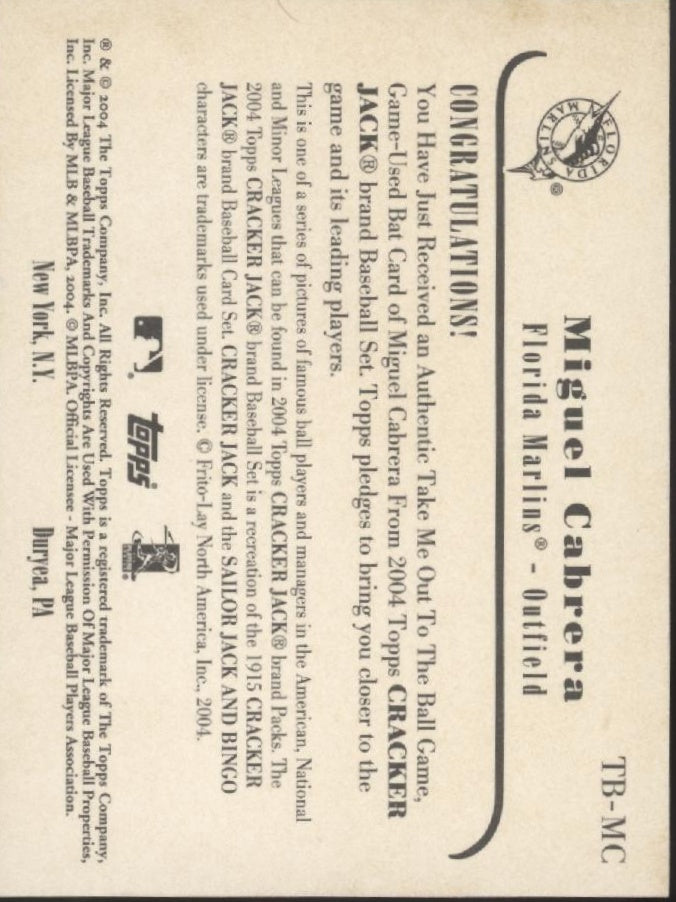 TB-MC
FLORIDA MARLINS ®
Miguel Cabrera
Florida Marlins® - Outfield
CONGRATULATIONS!
You Have Just Received an Authentic Take Me Out To The Ball Game,
Game-Used Bat Card of Miguel Cabrera From 2004 Topps CRACKER
JACK® brand Baseball Set. Topps pledges to bring you closer to the
game and its leading players.
This is one of a series of pictures of famous ball players and managers in the American, National
and Minor Leagues that can be found in 2004 Topps CRACKER JACK® brand Packs. The
2004 Topps CRACKER JACK® brand Baseball Set is a recreation of the 1915 CRACKER
JACK® brand Baseball Card Set. CRACKER JACK and the SAILOR JACK AND BINGO
characters are trademarks used under license. © Frito-Lay North America, Inc., 2004.
® topps ®
® & © 2004 The Topps Company, Inc. All Rights Reserved. Topps is a registered trademark of The Topps Company,
Inc. Major League Baseball Trademarks And Copyrights Are Used With Permission Of Major League Baseball Properties,
Inc. Licensed By MLB & MLBPA, 2004. © MLBPA. Official Licensee - Major League Baseball Players Association.
New York, N.Y. Duryea, PA